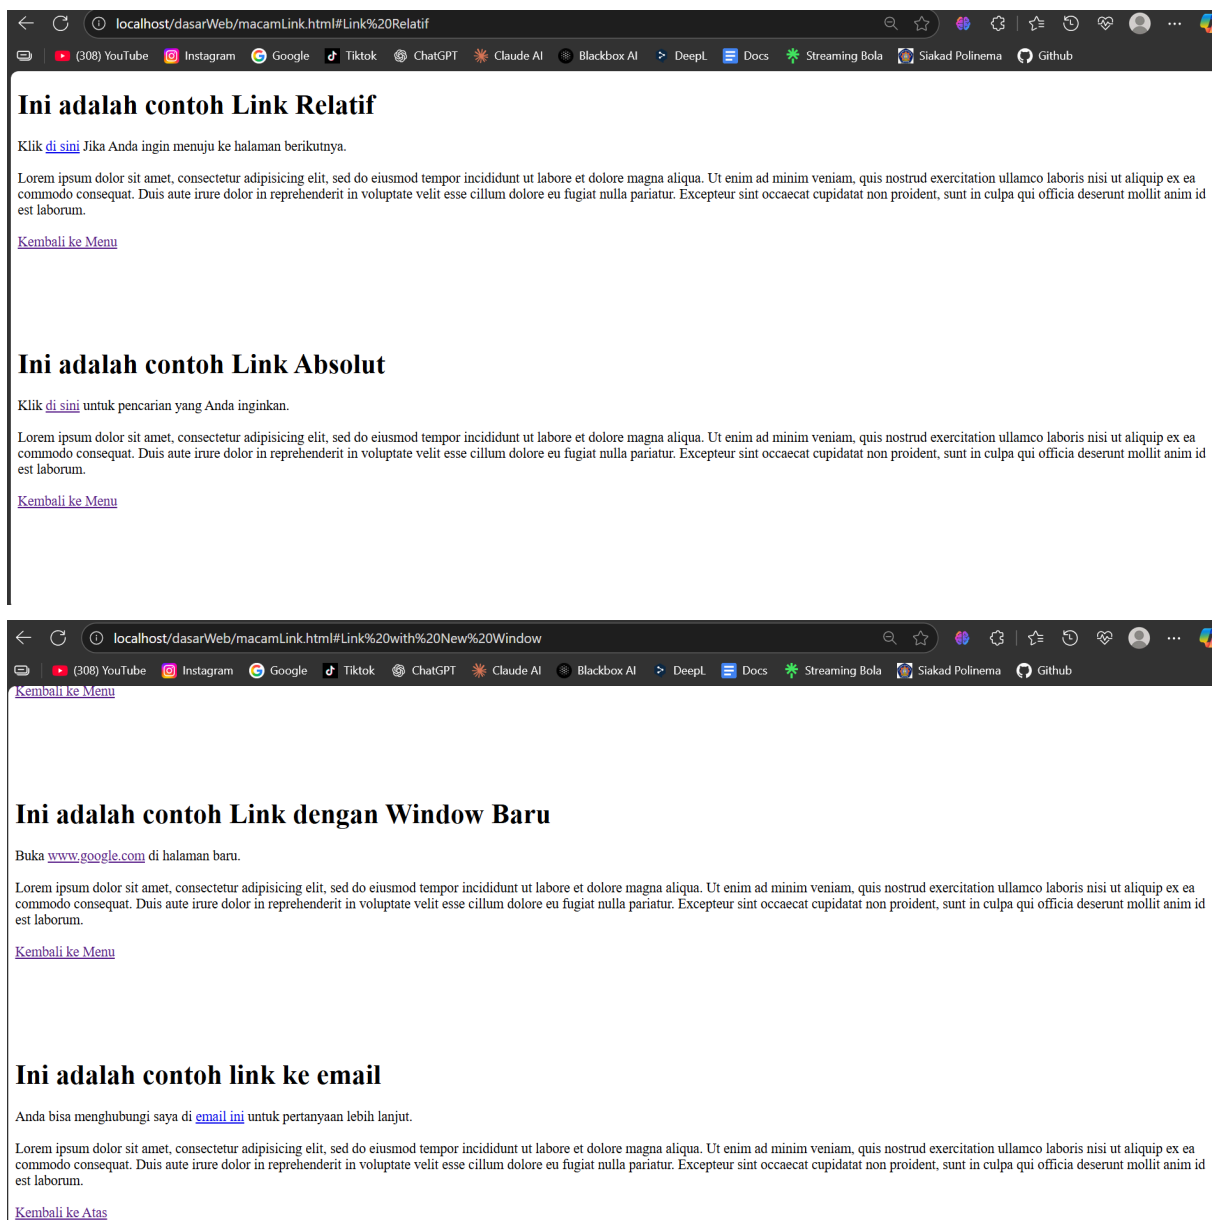 localhost/dasarWeb/macamLink.html#Link%20Relatif
(308) YouTube Instagram Google Tiktok ChatGPT Claude AI Blackbox AI DeepL Docs Streaming Bola Siakad Polinema Github
Ini adalah contoh Link Relatif
Klik di sini Jika Anda ingin menuju ke halaman berikutnya.
Lorem ipsum dolor sit amet, consectetur adipisicing elit, sed do eiusmod tempor incididunt ut labore et dolore magna aliqua. Ut enim ad minim veniam, quis nostrud exercitation ullamco laboris nisi ut aliquip ex ea
commodo consequat. Duis aute irure dolor in reprehenderit in voluptate velit esse cillum dolore eu fugiat nulla pariatur. Excepteur sint occaecat cupidatat non proident, sunt in culpa qui officia deserunt mollit anim id
est laborum.
Kembali ke Menu
Ini adalah contoh Link Absolut
Klik di sini untuk pencarian yang Anda inginkan.
Lorem ipsum dolor sit amet, consectetur adipisicing elit, sed do eiusmod tempor incididunt ut labore et dolore magna aliqua. Ut enim ad minim veniam, quis nostrud exercitation ullamco laboris nisi ut aliquip ex ea
commodo consequat. Duis aute irure dolor in reprehenderit in voluptate velit esse cillum dolore eu fugiat nulla pariatur. Excepteur sint occaecat cupidatat non proident, sunt in culpa qui officia deserunt mollit anim id
est laborum.
Kembali ke Menu
localhost/dasarWeb/macamLink.html#Link%20with%20New%20Window
(308) YouTube Instagram Google Tiktok ChatGPT Claude AI Blackbox AI DeepL Docs Streaming Bola Siakad Polinema Github
Kembali ke Menu
Ini adalah contoh Link dengan Window Baru
Buka www.google.com di halaman baru.
Lorem ipsum dolor sit amet, consectetur adipisicing elit, sed do eiusmod tempor incididunt ut labore et dolore magna aliqua. Ut enim ad minim veniam, quis nostrud exercitation ullamco laboris nisi ut aliquip ex ea
commodo consequat. Duis aute irure dolor in reprehenderit in voluptate velit esse cillum dolore eu fugiat nulla pariatur. Excepteur sint occaecat cupidatat non proident, sunt in culpa qui officia deserunt mollit anim id
est laborum.
Kembali ke Menu
Ini adalah contoh link ke email
Anda bisa menghubungi saya di email ini untuk pertanyaan lebih lanjut.
Lorem ipsum dolor sit amet, consectetur adipisicing elit, sed do eiusmod tempor incididunt ut labore et dolore magna aliqua. Ut enim ad minim veniam, quis nostrud exercitation ullamco laboris nisi ut aliquip ex ea
commodo consequat. Duis aute irure dolor in reprehenderit in voluptate velit esse cillum dolore eu fugiat nulla pariatur. Excepteur sint occaecat cupidatat non proident, sunt in culpa qui officia deserunt mollit anim id
est laborum.
Kembali ke Atas